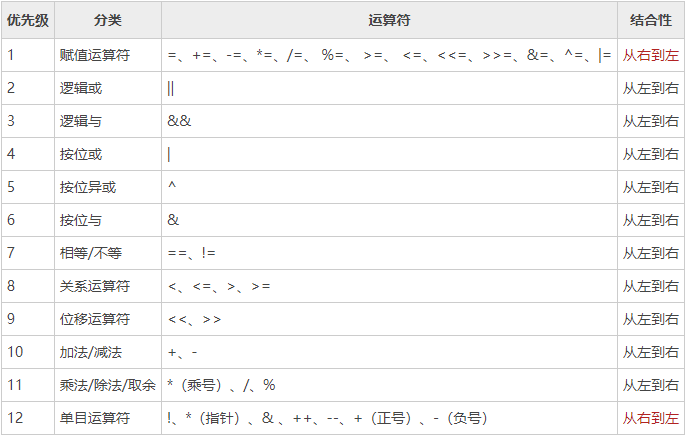 优先级 分类 运算符 结合性
1 赋值运算符 =、+=、-=、*=、/=、 %=、 >=、 <=、<<=、>>=、&=、^=、|= 从右到左
2 逻辑或 || 从左到右
3 逻辑与 && 从左到右
4 按位或 | 从左到右
5 按位异或 ^ 从左到右
6 按位与 & 从左到右
7 相等/不等 ==、!= 从左到右
8 关系运算符 <、<=、>、>= 从左到右
9 位移运算符 <<、>> 从左到右
10 加法/减法 +、- 从左到右
11 乘法/除法/取余 *（乘号）、/、% 从左到右
12 单目运算符 !、*（指针）、& 、++、--、+（正号）、-（负号） 从右到左